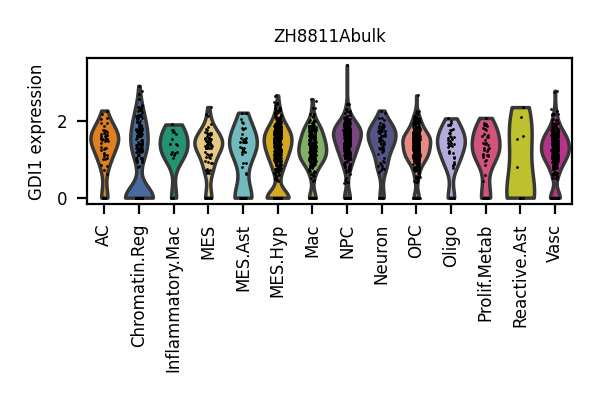 ZH8811Abulk
GDI1 expression
2
0
AC
Chromatin.Reg
Inflammatory.Mac
MES
MES.Ast
MES.Hyp
Mac
NPC
Neuron
OPC
Oligo
Prolif.Metab
Reactive.Ast
Vasc